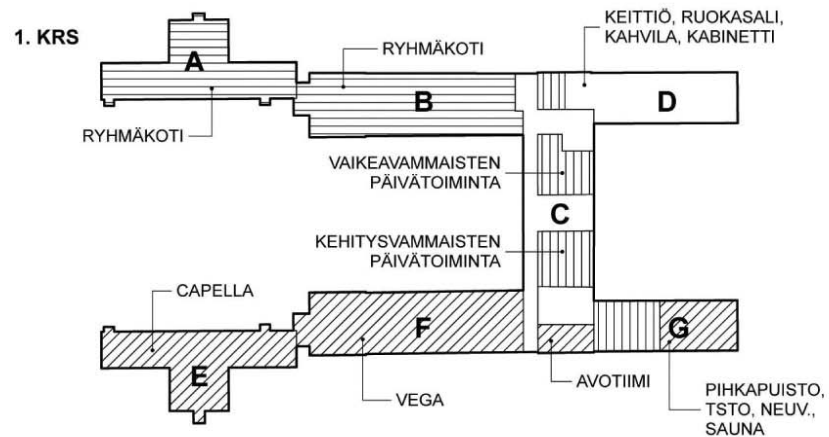 1. KRS
KEITTIÖ, RUOKASALI,
KAHVILA, KABINETTI
A
RYHMÄKOTI
B
D
RYHMÄKOTI
VAIKEAVAMMAISTEN
PÄIVÄTOIMINTA
C
KEHITYSVAMMAISTEN
PÄIVÄTOIMINTA
CAPELLA
F
G
E
VEGA
AVOTIIMI
PIHKAPUISTO,
TSTO, NEUV.,
SAUNA